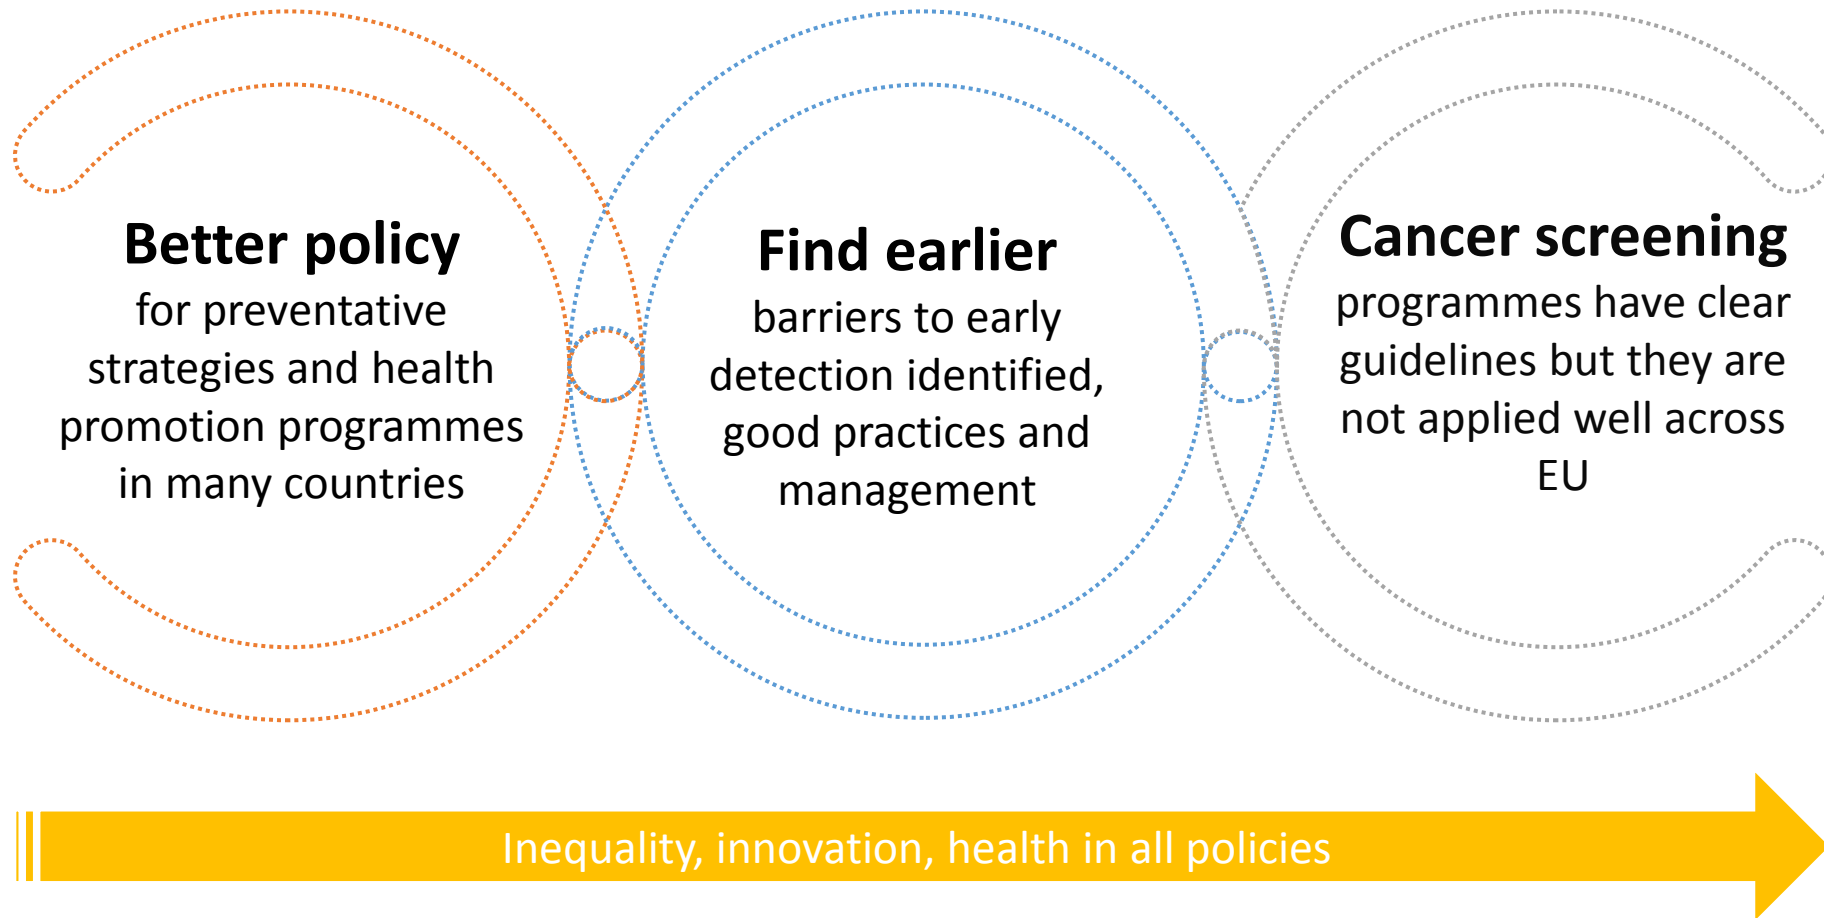 Better policy
for preventative
strategies and health
promotion programmes
in many countries
Find earlier
barriers to early
detection identified,
good practices and
management
Cancer screening
programmes have clear
guidelines but they are
not applied well across
EU
Inequality, innovation, health in all policies